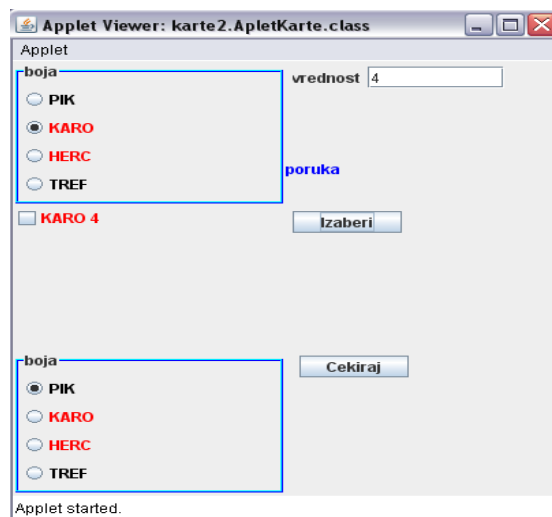 Applet Viewer: karte2.ApletKarte.class
Applet
boja
PIK
KARO
HERC
TREF
vrednost 4
poruka
KARO 4
Izaberi
boja
PIK
KARO
HERC
TREF
Cekiraj
Applet started.